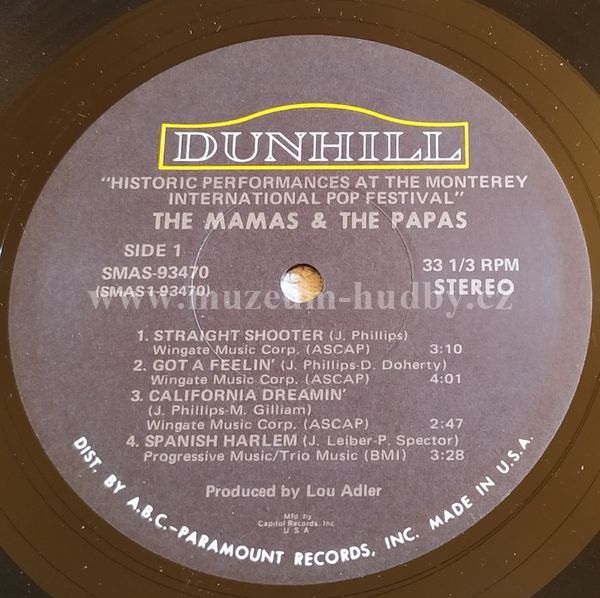 DUNHILL
"HISTORIC PERFORMANCES AT THE MONTEREY
INTERNATIONAL POP FESTIVAL"
THE MAMAS & THE PAPAS
SIDE 1
SMAS-93470
(SMAS1-93470)
33 1/3 RPM
STEREO
www.muzeum-hudby.cz
1. STRAIGHT SHOOTER (J. Phillips)
Wingate Music Corp. (ASCAP) 3:10
2. GOT A FEELIN' (J. Phillips-D. Doherty)
Wingate Music Corp. (ASCAP) 4:01
3. CALIFORNIA DREAMIN'
(J. Phillips-M. Gilliam)
Wingate Music Corp. (ASCAP) 2:47
4. SPANISH HARLEM (J. Leiber-P. Spector)
Progressive Music/Trio Music (BMI) 3:28
Produced by Lou Adler
Mfd by
Capitol Records, Inc
U S A
DIST. BY A.B.C.-PARAMOUNT RECORDS, INC. MADE IN U.S.A.